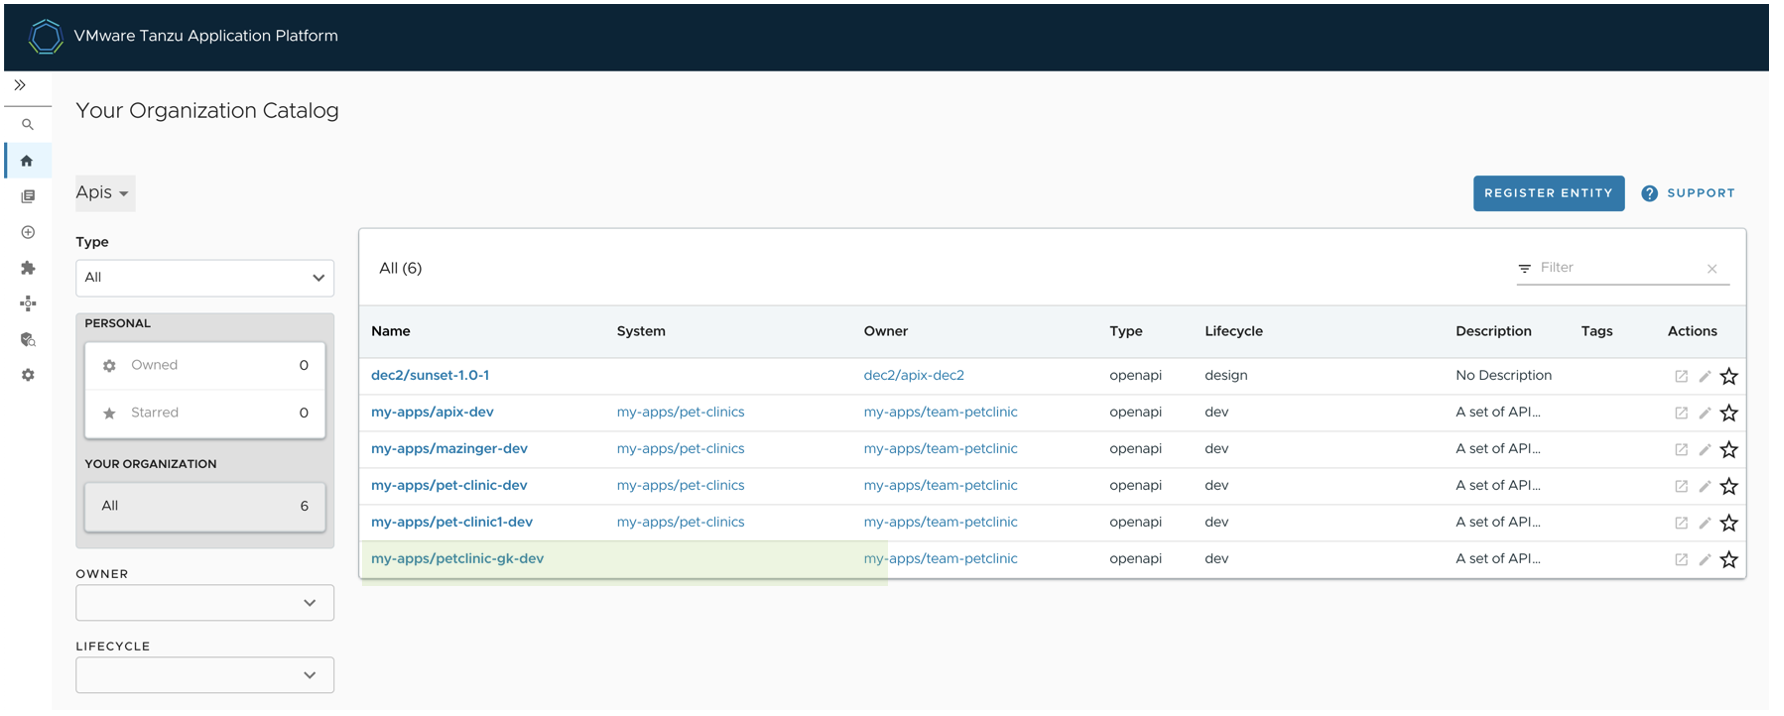 VMware Tanzu Application Platform
Your Organization Catalog
Apis
REGISTER ENTITY
? SUPPORT
Type
All
PERSONAL
Owned 0
Starred 0
YOUR ORGANIZATION
All 6
OWNER
LIFECYCLE
All (6)
Filter
Name System Owner Type Lifecycle Description Tags Actions
dec2/sunset-1.0-1 dec2/apix-dec2 openapi design No Description
my-apps/apix-dev my-apps/pet-clinics my-apps/team-petclinic openapi dev A set of API...
my-apps/mazinger-dev my-apps/pet-clinics my-apps/team-petclinic openapi dev A set of API...
my-apps/pet-clinic-dev my-apps/pet-clinics my-apps/team-petclinic openapi dev A set of API...
my-apps/pet-clinic1-dev my-apps/pet-clinics my-apps/team-petclinic openapi dev A set of API...
my-apps/petclinic-gk-dev my-apps/team-petclinic openapi dev A set of API...